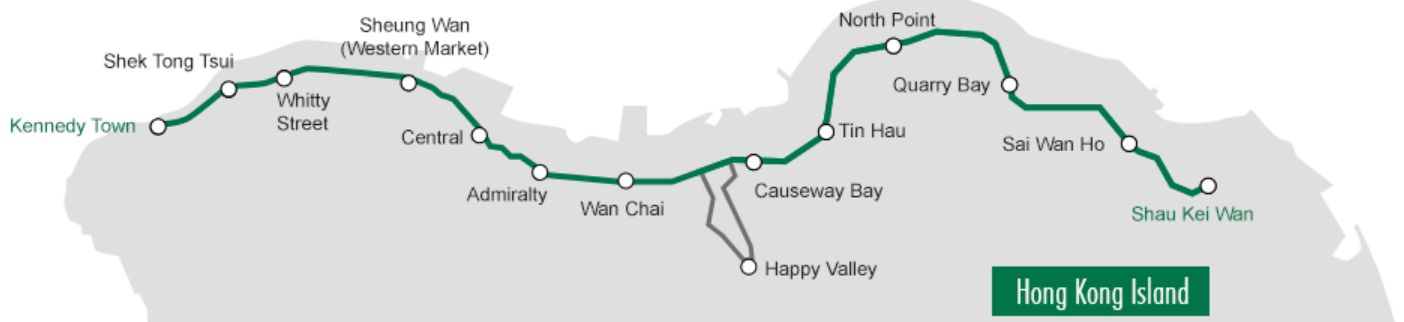 Kennedy Town
Shek Tong Tsui
Whitty
Street
Sheung Wan
(Western Market)
Central
Admiralty
Wan Chai
Causeway Bay
Happy Valley
Tin Hau
North Point
Quarry Bay
Sai Wan Ho
Shau Kei Wan
Hong Kong Island